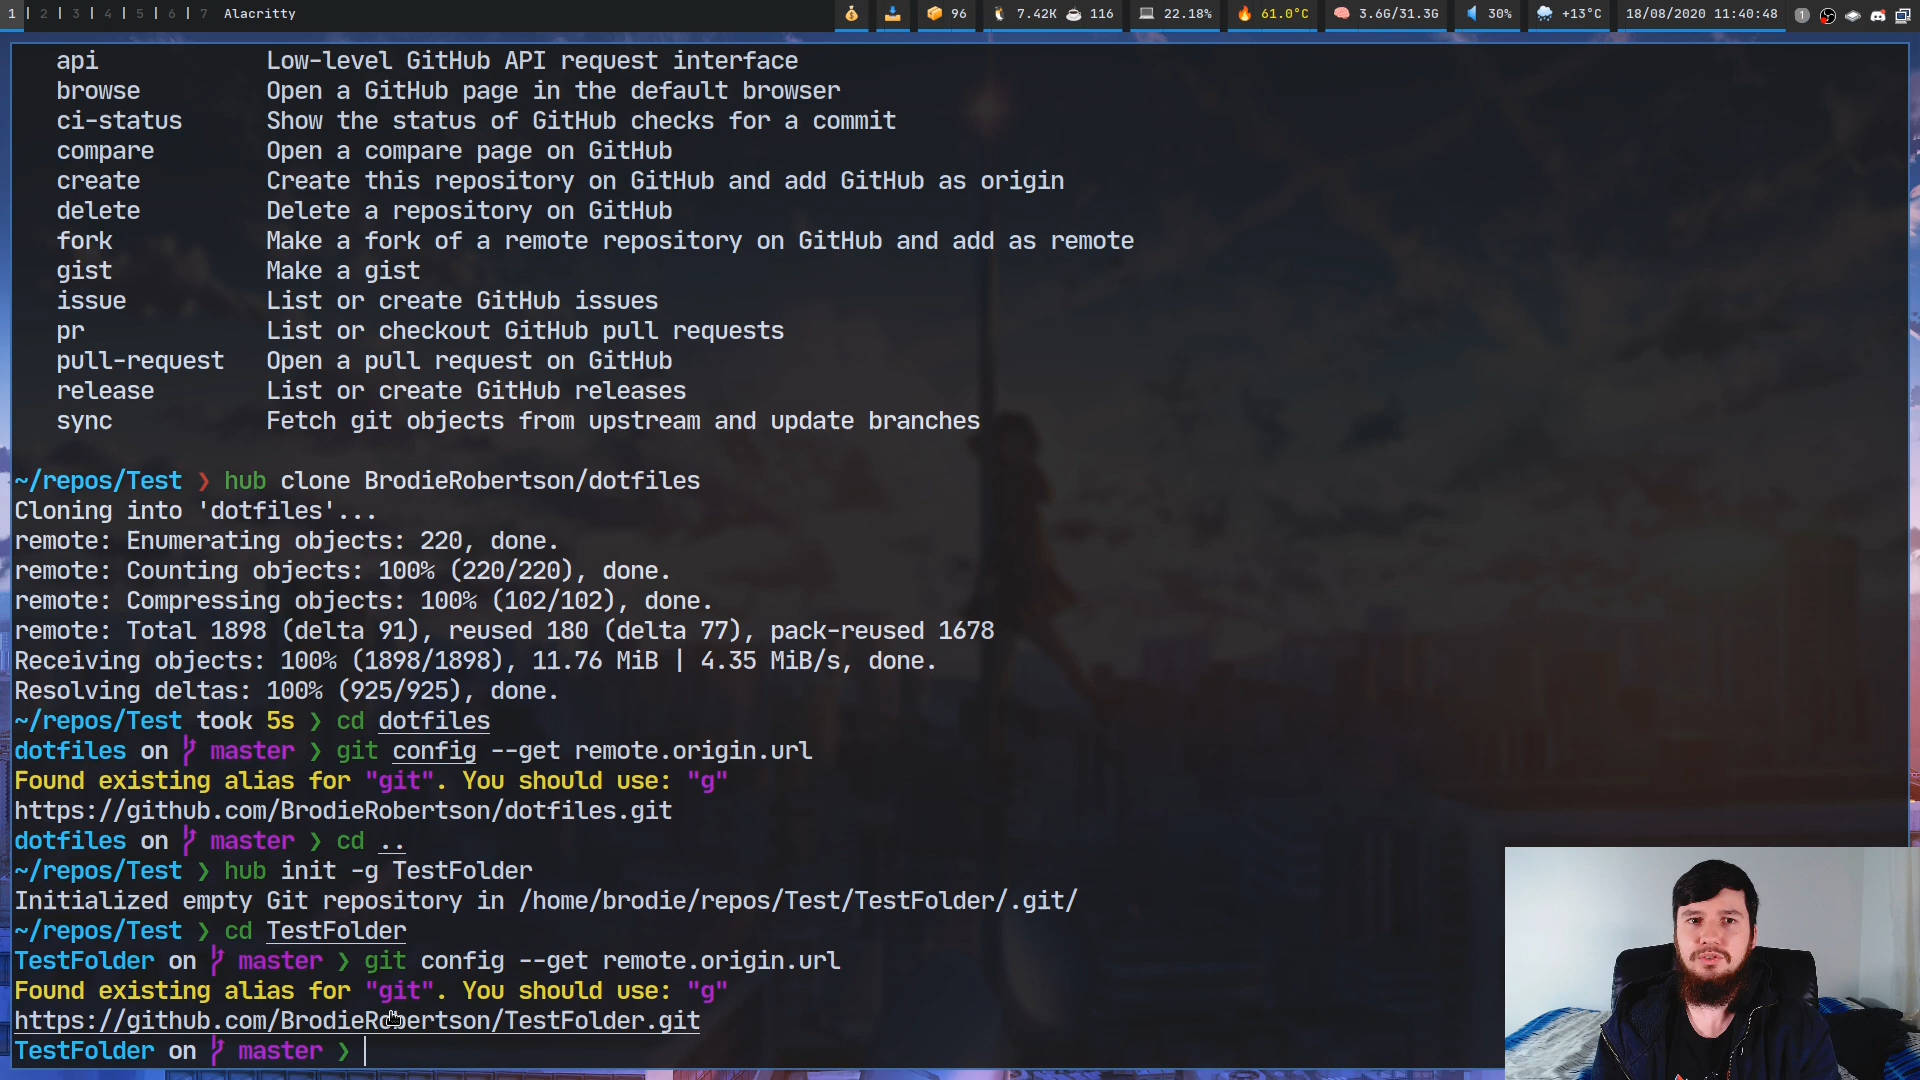 1 | 2 | 3 | 4 | 5 | 6 | 7 Alacritty 96 7.42K 116 22.18% 61.0°C 3.6G/31.3G 30% +13°C 18/08/2020 11:40:48 1
api Low-level GitHub API request interface
browse Open a GitHub page in the default browser
ci-status Show the status of GitHub checks for a commit
compare Open a compare page on GitHub
create Create this repository on GitHub and add GitHub as origin
delete Delete a repository on GitHub
fork Make a fork of a remote repository on GitHub and add as remote
gist Make a gist
issue List or create GitHub issues
pr List or checkout GitHub pull requests
pull-request Open a pull request on GitHub
release List or create GitHub releases
sync Fetch git objects from upstream and update branches
~/repos/Test ❯ hub clone BrodieRobertson/dotfiles
Cloning into 'dotfiles'...
remote: Enumerating objects: 220, done.
remote: Counting objects: 100% (220/220), done.
remote: Compressing objects: 100% (102/102), done.
remote: Total 1898 (delta 91), reused 180 (delta 77), pack-reused 1678
Receiving objects: 100% (1898/1898), 11.76 MiB | 4.35 MiB/s, done.
Resolving deltas: 100% (925/925), done.
~/repos/Test took 5s ❯ cd dotfiles
dotfiles on master ❯ git config --get remote.origin.url
Found existing alias for "git". You should use: "g"
https://github.com/BrodieRobertson/dotfiles.git
dotfiles on master ❯ cd ..
~/repos/Test ❯ hub init -g TestFolder
Initialized empty Git repository in /home/brodie/repos/Test/TestFolder/.git/
~/repos/Test ❯ cd TestFolder
TestFolder on master ❯ git config --get remote.origin.url
Found existing alias for "git". You should use: "g"
https://github.com/BrodieRobertson/TestFolder.git
TestFolder on master ❯